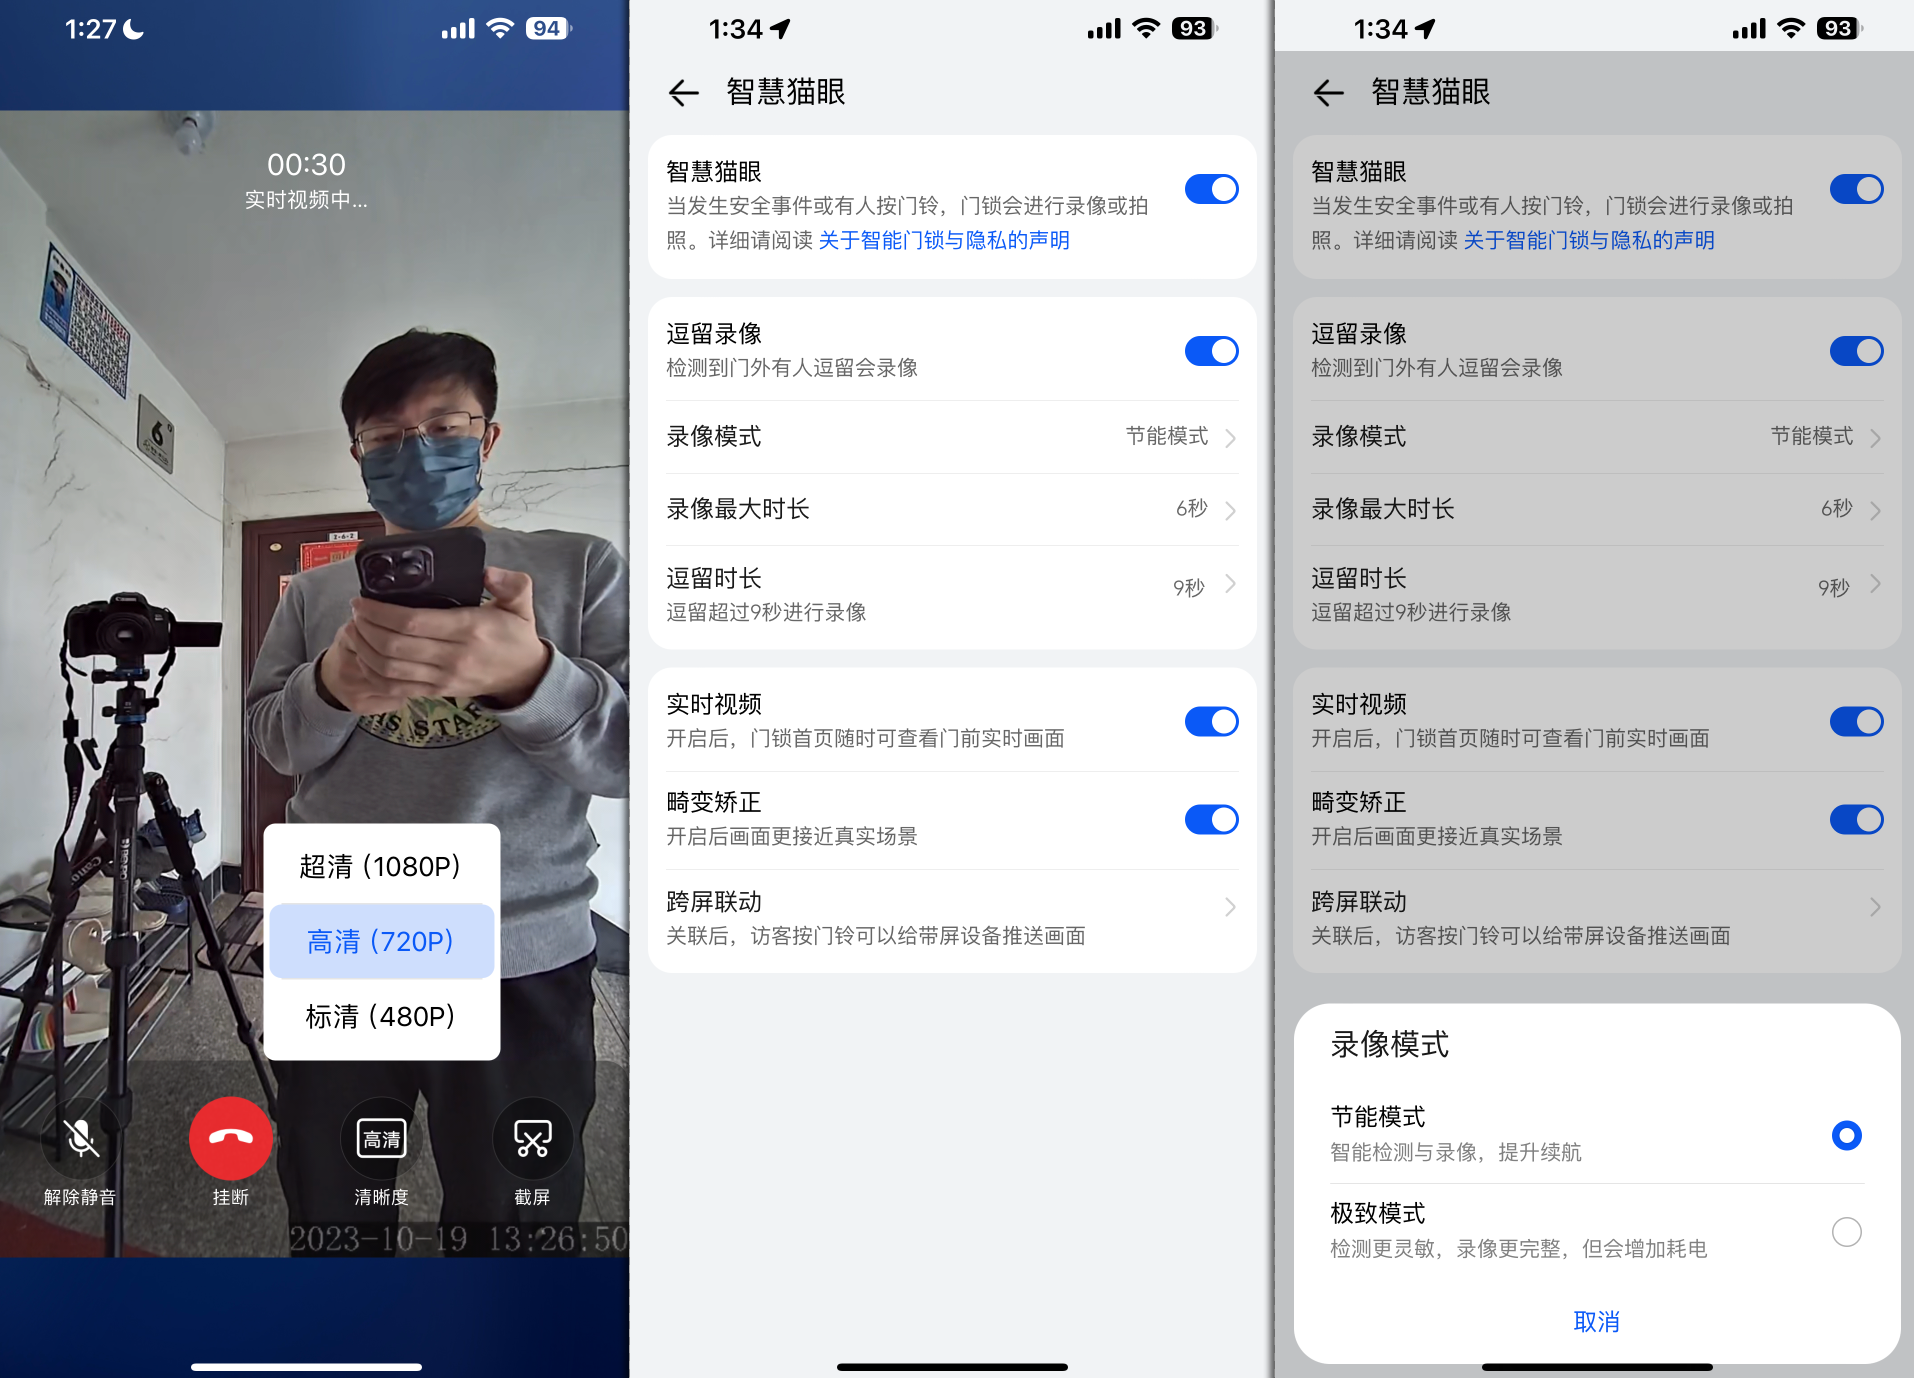 1:27
94
00:30
实时视频中...
6
1-6-2
Canon
HS STAR
超清 (1080P)
高清 (720P)
标清 (480P)
高清
解除静音
挂断
清晰度
截屏
2023-10-19 13:26:50
1:34
93
智慧猫眼
智慧猫眼
当发生安全事件或有人按门铃，门锁会进行录像或拍
照。详细请阅读 关于智能门锁与隐私的声明
逗留录像
检测到门外有人逗留会录像
录像模式
节能模式
录像最大时长
6秒
逗留时长
9秒
逗留超过9秒进行录像
实时视频
开启后，门锁首页随时可查看门前实时画面
畸变矫正
开启后画面更接近真实场景
跨屏联动
关联后，访客按门铃可以给带屏设备推送画面
1:34
93
智慧猫眼
智慧猫眼
当发生安全事件或有人按门铃，门锁会进行录像或拍
照。详细请阅读 关于智能门锁与隐私的声明
逗留录像
检测到门外有人逗留会录像
录像模式
节能模式
录像最大时长
6秒
逗留时长
9秒
逗留超过9秒进行录像
实时视频
开启后，门锁首页随时可查看门前实时画面
畸变矫正
开启后画面更接近真实场景
跨屏联动
关联后，访客按门铃可以给带屏设备推送画面
录像模式
节能模式
智能检测与录像，提升续航
极致模式
检测更灵敏，录像更完整，但会增加耗电
取消